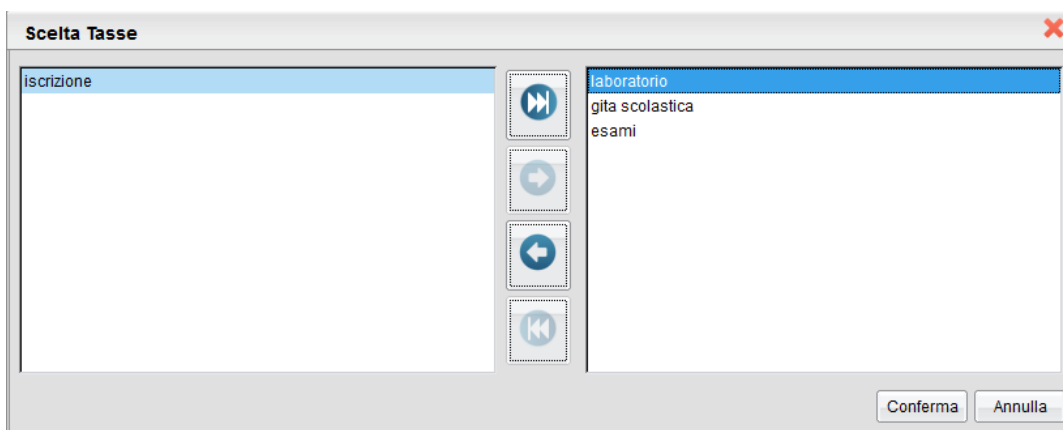 Scelta Tasse
iscrizione
laboratorio
gita scolastica
esami
Conferma
Annulla